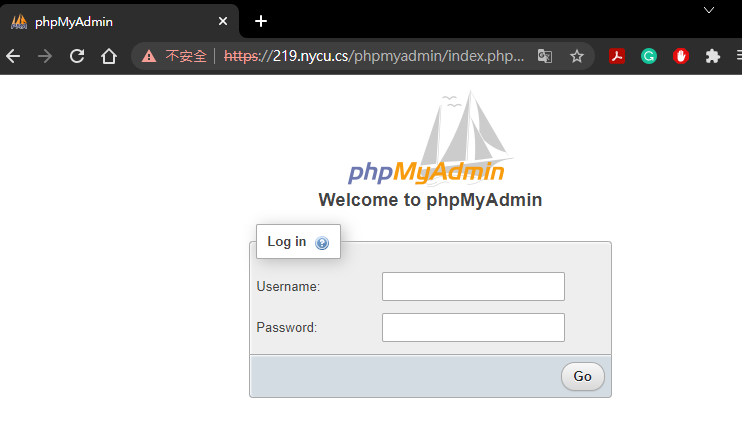 phpMyAdmin
不安全 https://219.nycu.cs/phpmyadmin/index.php...
phpMyAdmin
Welcome to phpMyAdmin
Log in
Username:
Password:
Go